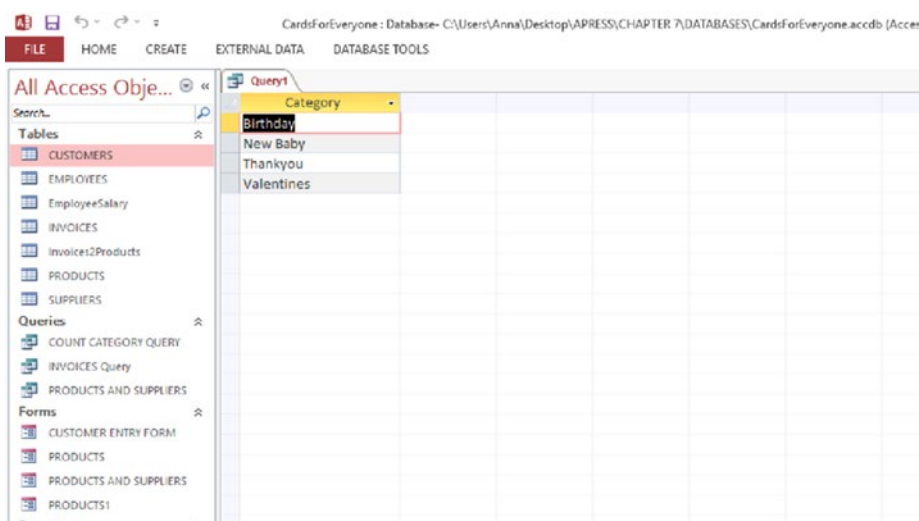 CardsForEveryone : Database- C:\Users\Anna\Desktop\APRESS\CHAPTER 7\DATABASES\CardsForEveryone.accdb (Acces
FILE HOME CREATE EXTERNAL DATA DATABASE TOOLS
All Access Obje...
Search...
Tables
CUSTOMERS
EMPLOYEES
EmployeeSalary
INVOICES
Invoices2Products
PRODUCTS
SUPPLIERS
Queries
COUNT CATEGORY QUERY
INVOICES Query
PRODUCTS AND SUPPLIERS
Forms
CUSTOMER ENTRY FORM
PRODUCTS
PRODUCTS AND SUPPLIERS
PRODUCTS1
Query1
Category
Birthday
New Baby
Thankyou
Valentines